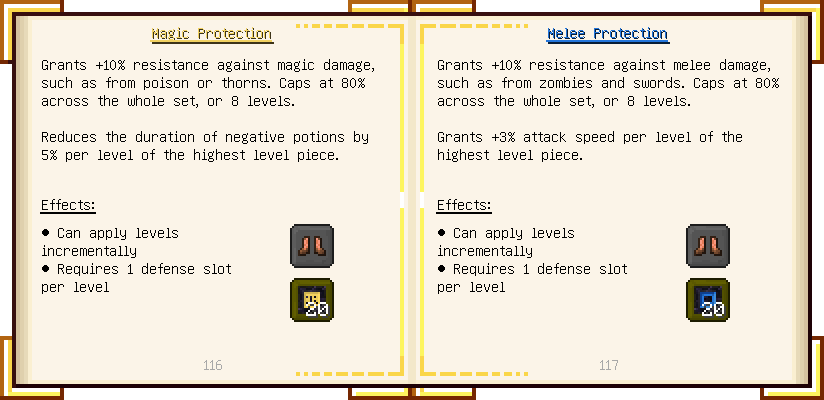 Magic Protection
Grants +10% resistance against magic damage,
such as from poison or thorns. Caps at 80%
across the whole set, or 8 levels.
Reduces the duration of negative potions by
5% per level of the highest level piece.
Effects:
● Can apply levels
incrementally
● Requires 1 defense slot
per level
20
116
Melee Protection
Grants +10% resistance against melee damage,
such as from zombies and swords. Caps at 80%
across the whole set, or 8 levels.
Grants +3% attack speed per level of the
highest level piece.
Effects:
● Can apply levels
incrementally
● Requires 1 defense slot
per level
20
117